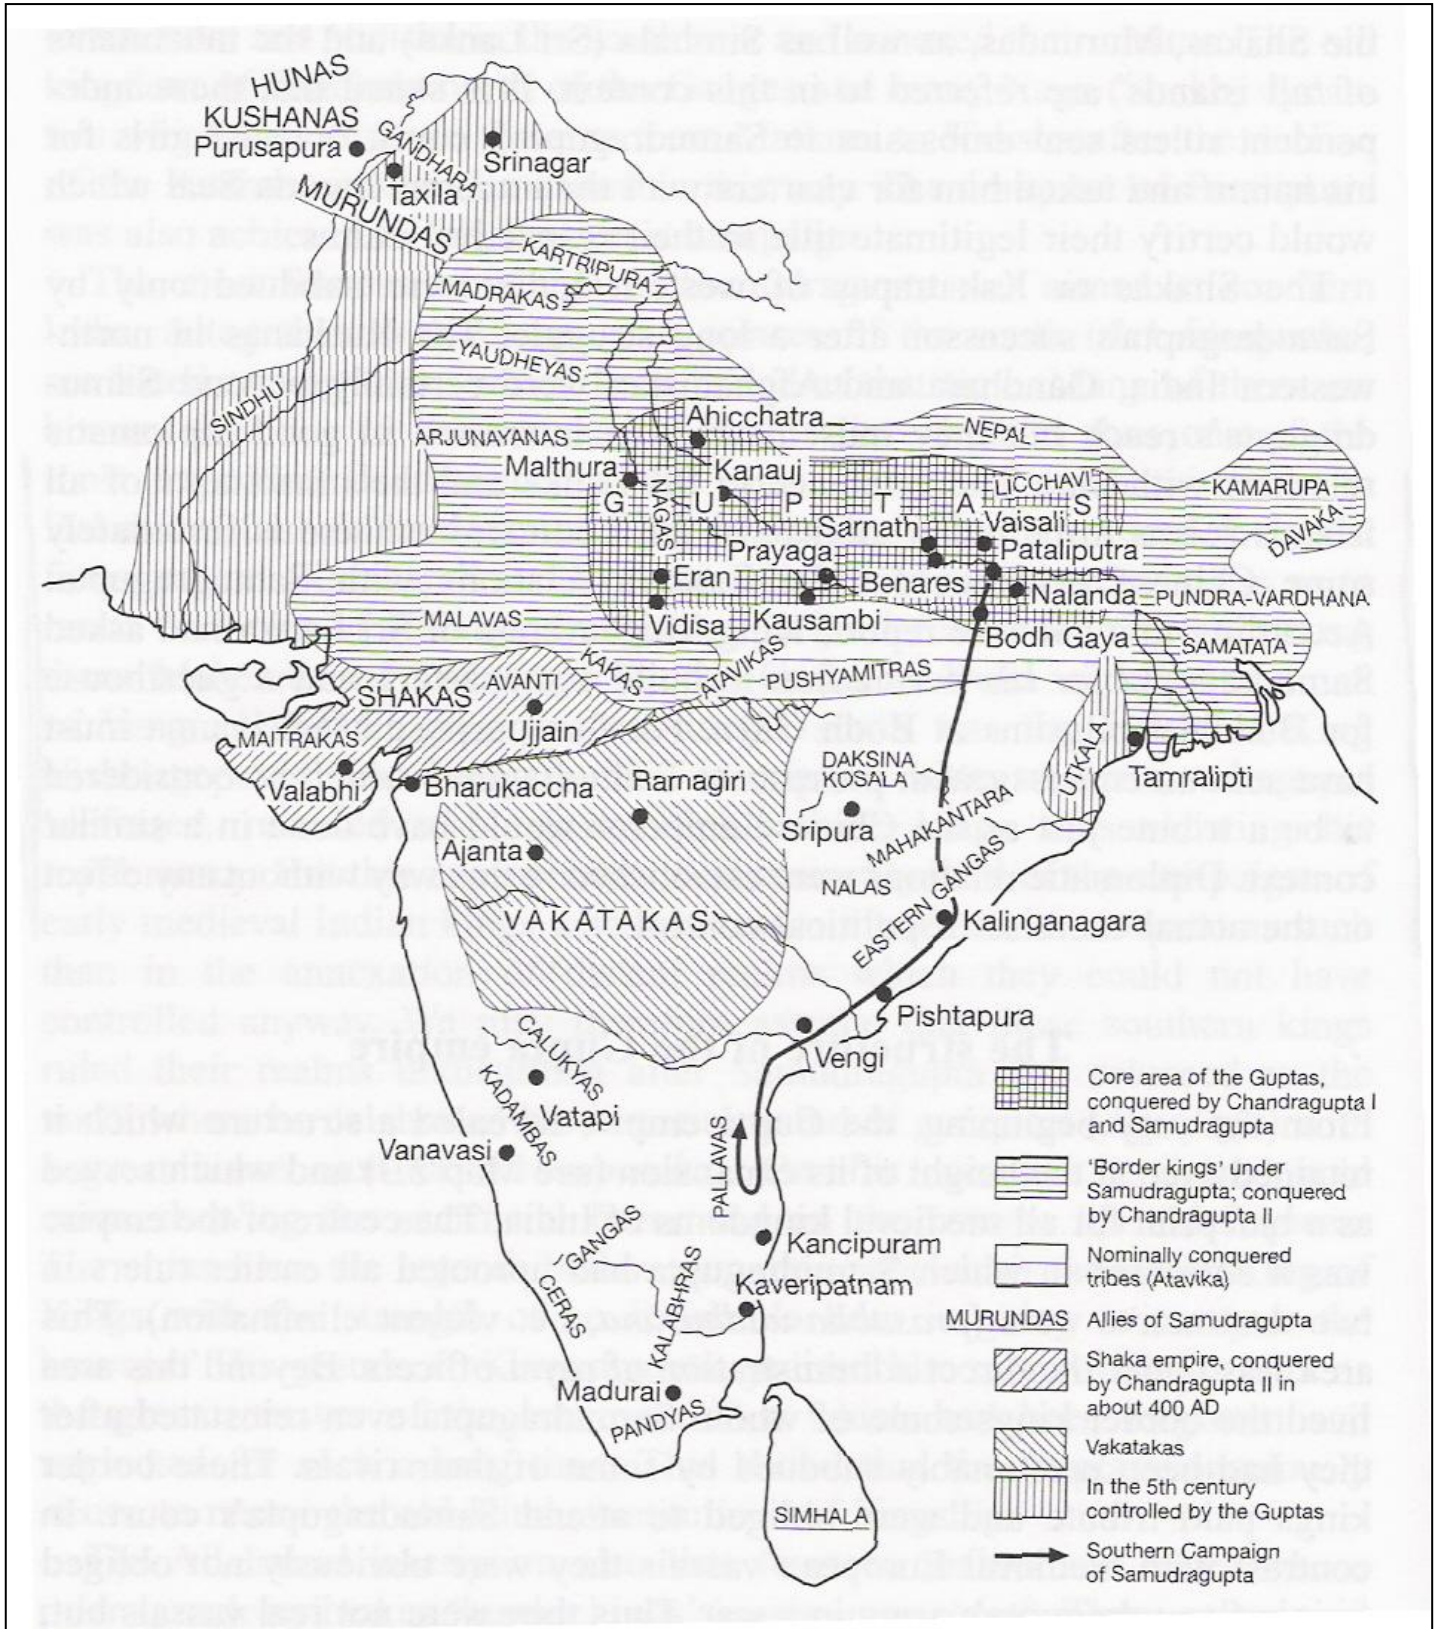 HUNAS
KUSHANAS
Purusapura
GANDHARA
Srinagar
Taxila
MURUNDAS
KARTRIPURA
MADRAKAS
YAUDHEYAS
SINDHU
Ahicchatra
ARJUNAYANAS
NEPAL
Malthura
Kanauj
LICCHAVI
KAMARUPA
G U P T A S
NAGAS
Sarnath
Vaisali
DAVAKA
Prayaga
Pataliputra
Eran
Benares
Nalanda
PUNDRA-VARDHANA
MALAVAS
Vidisa
Kausambi
Bodh Gaya
SAMATATA
KAKAS
ATAVIKAS
PUSHYAMITRAS
SHAKAS
AVANTI
Ujjain
MAITRAKAS
UTKALA
Valabhi
Bharukaccha
Ramagiri
DAKSINA
KOSALA
Tamralipti
Sripura
MAHAKANTARA
Ajanta
NALAS
VAKATAKAS
EASTERN GANGAS
Kalinganagara
Pishtapura
CALUKYAS
Vengi
KADAMBAS
Vatapi
Vanavasi
PALLAVAS
GANGAS
Kancipuram
CERAS
KALABHRAS
Kaveripatnam
Madurai
PANDYAS
SIMHALA
Core area of the Guptas,
conquered by Chandragupta I
and Samudragupta
'Border kings' under
Samudragupta; conquered
by Chandragupta II
Nominally conquered
tribes (Atavika)
MURUNDAS Allies of Samudragupta
Shaka empire, conquered
by Chandragupta II in
about 400 AD
Vakatakas
In the 5th century
controlled by the Guptas
Southern Campaign
of Samudragupta